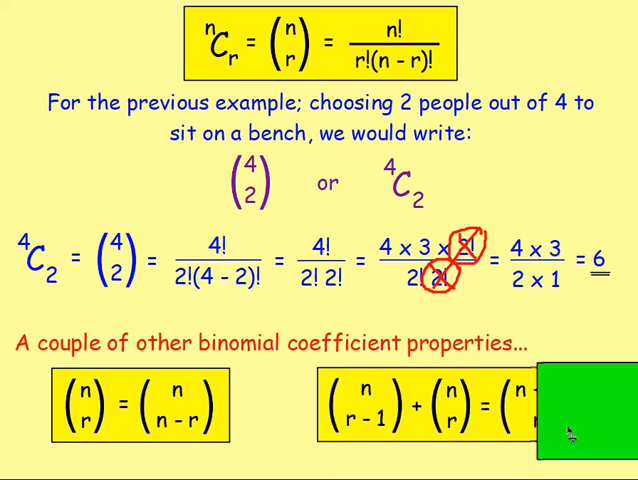 ⁿCᵣ = (n r) = n! / r!(n - r)!
For the previous example; choosing 2 people out of 4 to
sit on a bench, we would write:
(4 2) or ⁴C₂
⁴C₂ = (4 2) = 4! / 2!(4 - 2)! = 4! / 2! 2! = 4 x 3 x 2! / 2! 2! = 4 x 3 / 2 x 1 = 6
A couple of other binomial coefficient properties...
(n r) = (n n - r)
(n r - 1) + (n r) = (n